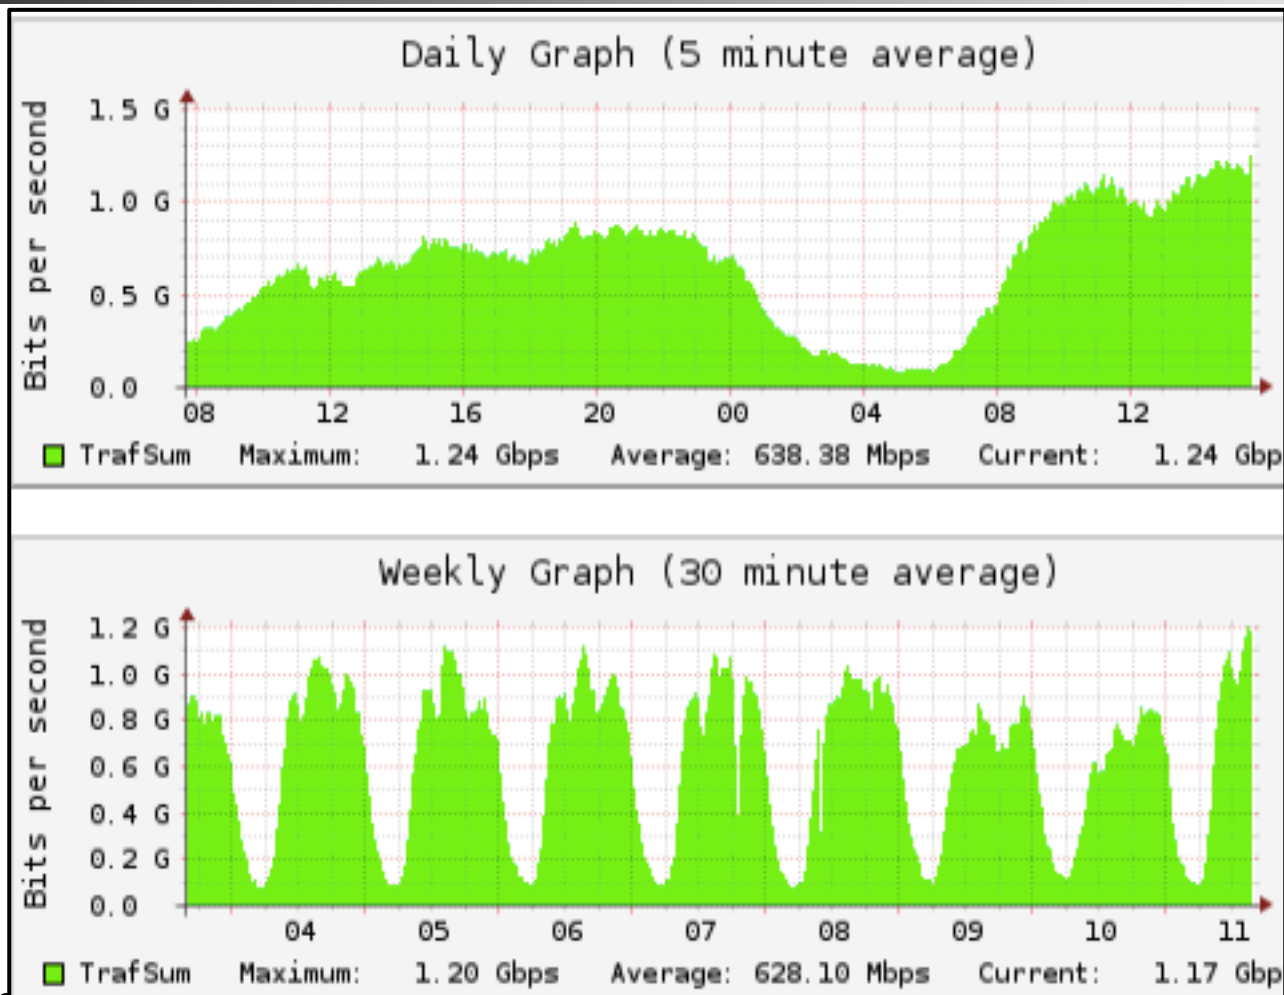 Daily Graph (5 minute average)
Bits per second
1.5 G
1.0 G
0.5 G
0.0
08 12 16 20 00 04 08 12
TrafSum Maximum: 1.24 Gbps Average: 638.38 Mbps Current: 1.24 Gbp
Weekly Graph (30 minute average)
Bits per second
1.2 G
1.0 G
0.8 G
0.6 G
0.4 G
0.2 G
0.0
04 05 06 07 08 09 10 11
TrafSum Maximum: 1.20 Gbps Average: 628.10 Mbps Current: 1.17 Gbp